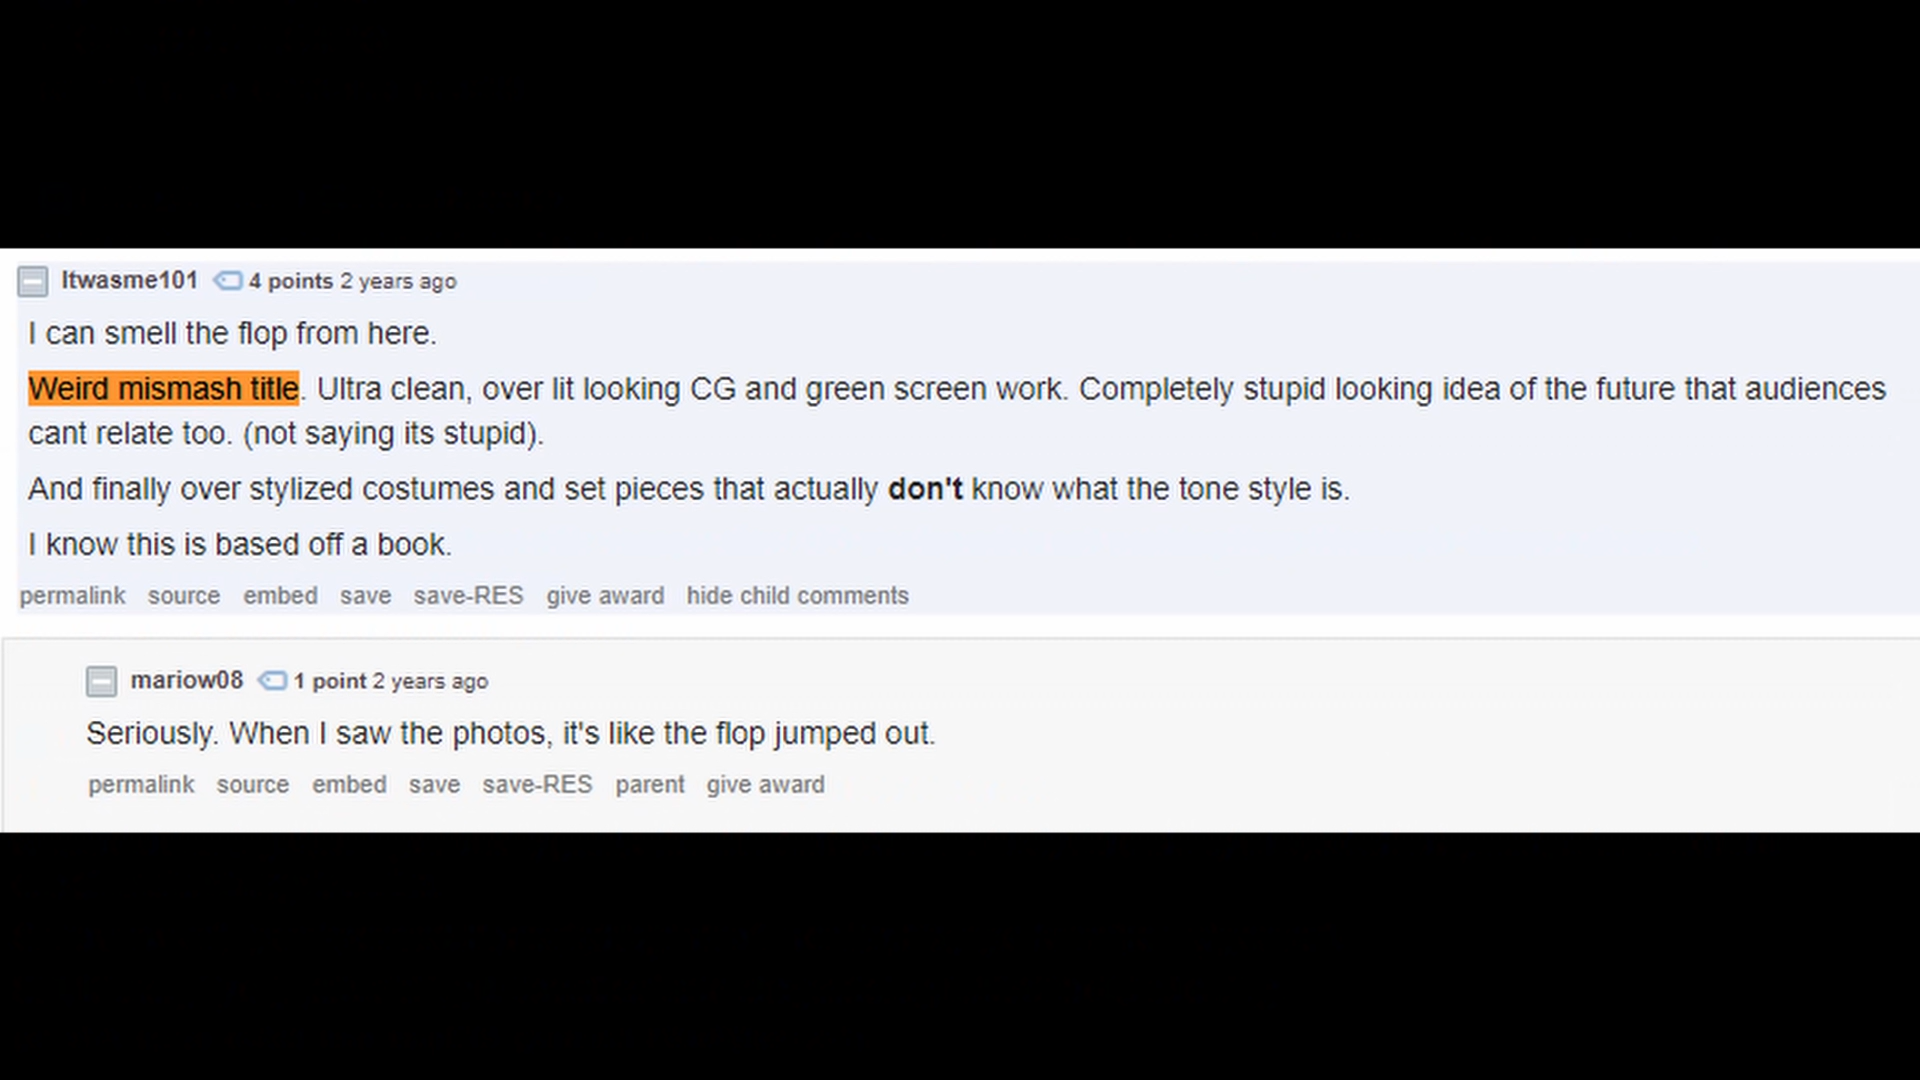 Itwasme101 4 points 2 years ago
I can smell the flop from here.
Weird mismash title. Ultra clean, over lit looking CG and green screen work. Completely stupid looking idea of the future that audiences
cant relate too. (not saying its stupid).
And finally over stylized costumes and set pieces that actually don't know what the tone style is.
I know this is based off a book.
permalink source embed save save-RES give award hide child comments
mariow08 1 point 2 years ago
Seriously. When I saw the photos, it's like the flop jumped out.
permalink source embed save save-RES parent give award